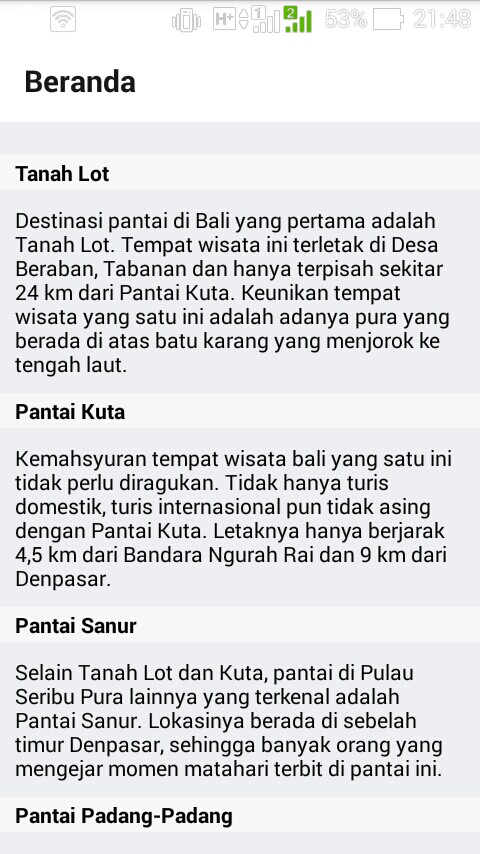 H+ 1 2 53% 21:48
Beranda
Tanah Lot
Destinasi pantai di Bali yang pertama adalah
Tanah Lot. Tempat wisata ini terletak di Desa
Beraban, Tabanan dan hanya terpisah sekitar
24 km dari Pantai Kuta. Keunikan tempat
wisata yang satu ini adalah adanya pura yang
berada di atas batu karang yang menjorok ke
tengah laut.
Pantai Kuta
Kemahsyuran tempat wisata bali yang satu ini
tidak perlu diragukan. Tidak hanya turis
domestik, turis internasional pun tidak asing
dengan Pantai Kuta. Letaknya hanya berjarak
4,5 km dari Bandara Ngurah Rai dan 9 km dari
Denpasar.
Pantai Sanur
Selain Tanah Lot dan Kuta, pantai di Pulau
Seribu Pura lainnya yang terkenal adalah
Pantai Sanur. Lokasinya berada di sebelah
timur Denpasar, sehingga banyak orang yang
mengejar momen matahari terbit di pantai ini.
Pantai Padang-Padang